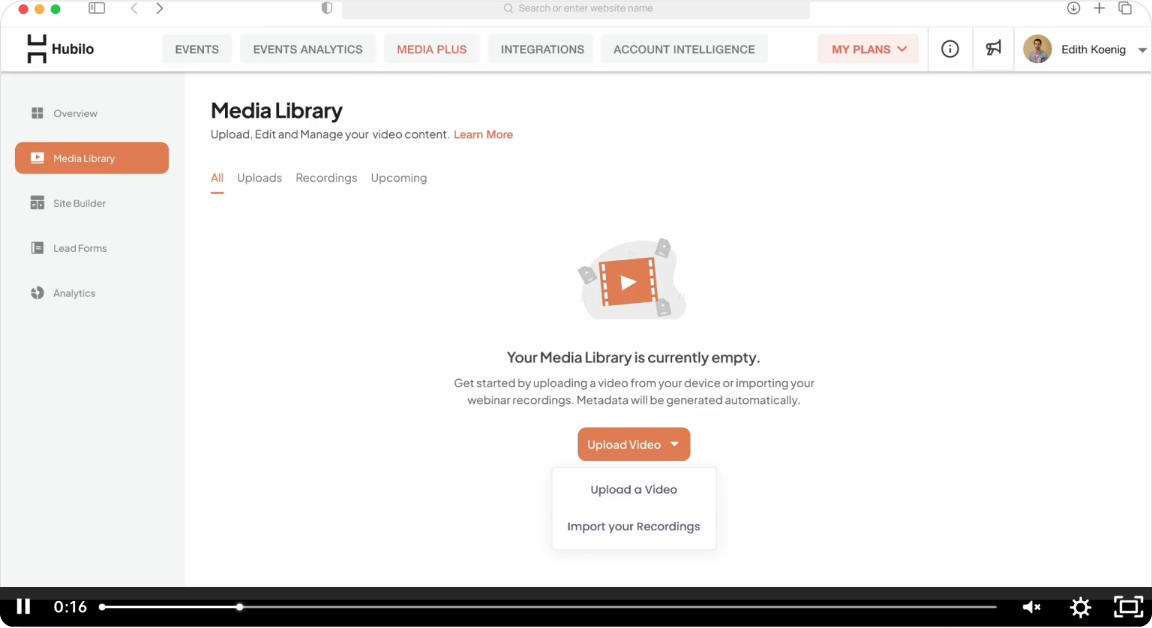 Search or enter website name
Hubilo
EVENTS
EVENTS ANALYTICS
MEDIA PLUS
INTEGRATIONS
ACCOUNT INTELLIGENCE
MY PLANS
Edith Koenig
Overview
Media Library
Site Builder
Lead Forms
Analytics
Media Library
Upload, Edit and Manage your video content. Learn More
All
Uploads
Recordings
Upcoming
Your Media Library is currently empty.
Get started by uploading a video from your device or importing your
webinar recordings. Metadata will be generated automatically.
Upload Video
Upload a Video
Import your Recordings
0:16